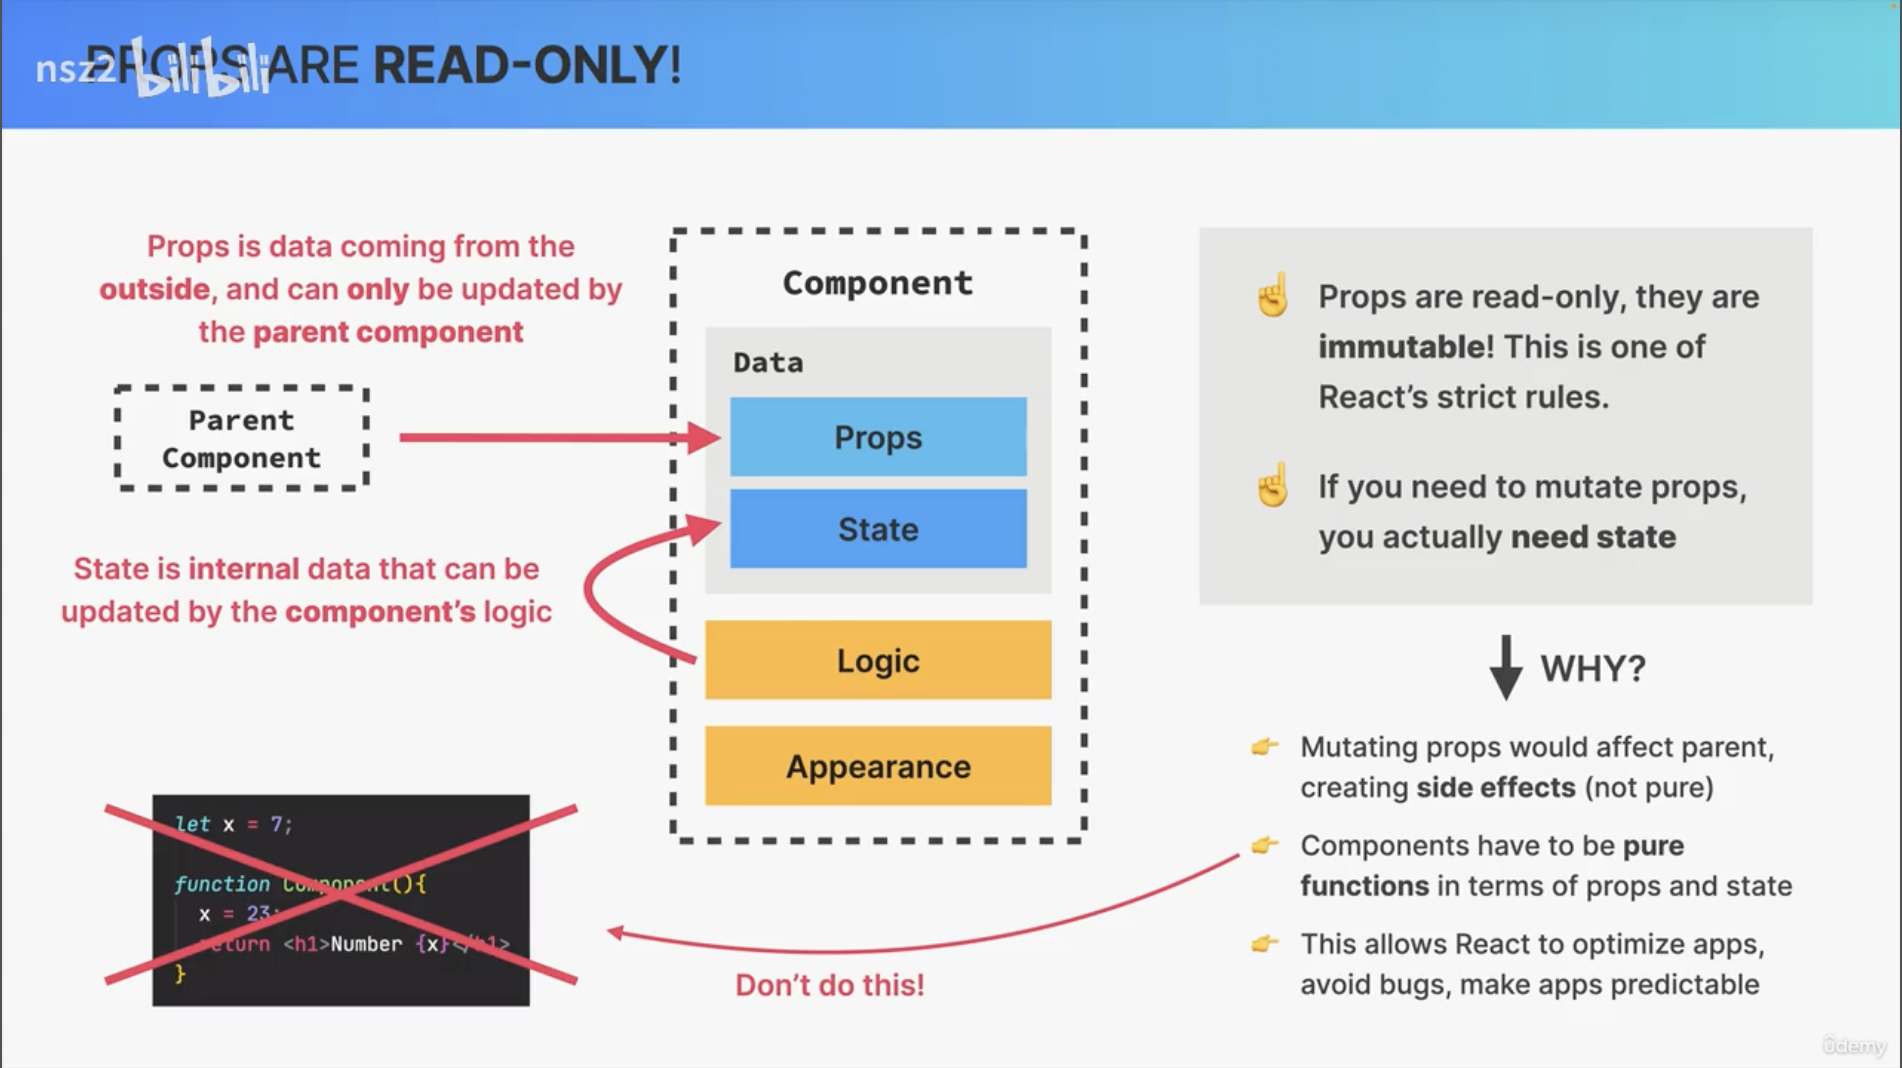 PROPS ARE READ-ONLY!
nsz2 bilibili
Props is data coming from the
outside, and can only be updated by
the parent component
Parent
Component
State is internal data that can be
updated by the component's logic
Component
Data
Props
State
Logic
Appearance
let x = 7;
function Component(){
x = 23;
return <h1>Number {x}</h1>
}
Don't do this!
☝️ Props are read-only, they are
immutable! This is one of
React's strict rules.
☝️ If you need to mutate props,
you actually need state
WHY?
👉 Mutating props would affect parent,
creating side effects (not pure)
👉 Components have to be pure
functions in terms of props and state
👉 This allows React to optimize apps,
avoid bugs, make apps predictable
ûdemy